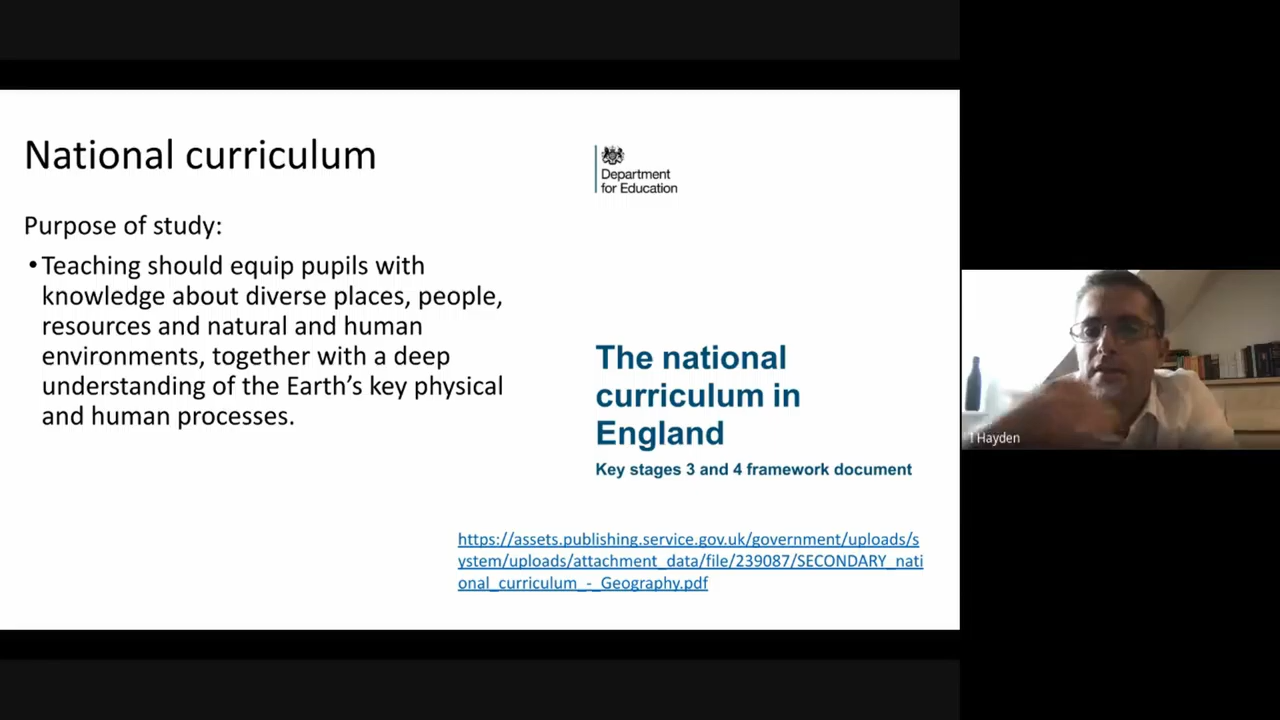 National curriculum
Department
for Education
Purpose of study:
•Teaching should equip pupils with
knowledge about diverse places, people,
resources and natural and human
environments, together with a deep
understanding of the Earth’s key physical
and human processes.
The national
curriculum in
England
Key stages 3 and 4 framework document
https://assets.publishing.service.gov.uk/government/uploads/s
ystem/uploads/attachment_data/file/239087/SECONDARY_nati
onal_curriculum_-_Geography.pdf
Hayden